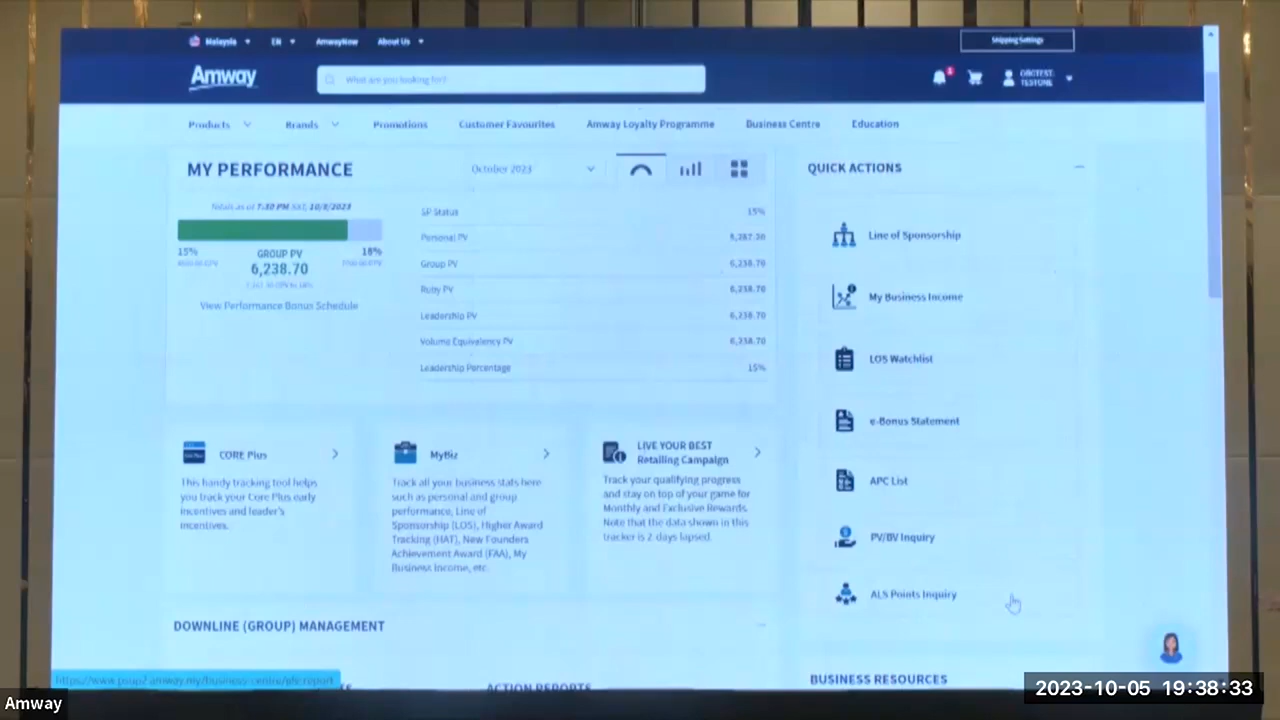 Malaysia
EN
AmwayNow
About Us
Shipping Settings
Amway
What are you looking for?
1
OBGTEST
TESTONE
Products
Brands
Promotions
Customer Favourites
Amway Loyalty Programme
Business Centre
Education
MY PERFORMANCE
October 2023
Totals as of 7:30 PM
15%
18%
GROUP PV
6,238.70
View Performance Bonus Schedule
SP Status 15%
Personal PV
Group PV 6,238.70
Ruby PV 6,238.70
Leadership PV 6,238.70
Volume Equivalency PV 6,238.70
Leadership Percentage 15%
QUICK ACTIONS
Line of Sponsorship
My Business Income
LOS Watchlist
e-Bonus Statement
APC List
PV/BV Inquiry
ALS Points Inquiry
CORE Plus
This handy tracking tool helps
you track your Core Plus early
incentives and leader's
incentives.
MyBiz
Track all your business stats here
such as personal and group
performance, Line of
Sponsorship (LOS), Higher Award
Tracking (HAT), New Founders
Achievement Award (FAA), My
Business Income, etc.
LIVE YOUR BEST
Retailing Campaign
Track your qualifying progress
and stay on top of your game for
Monthly and Exclusive Rewards.
Note that the data shown in this
tracker is 2 days lapsed.
DOWNLINE (GROUP) MANAGEMENT
ACTION REPORTS
BUSINESS RESOURCES
Amway
2023-10-05 19:38:33